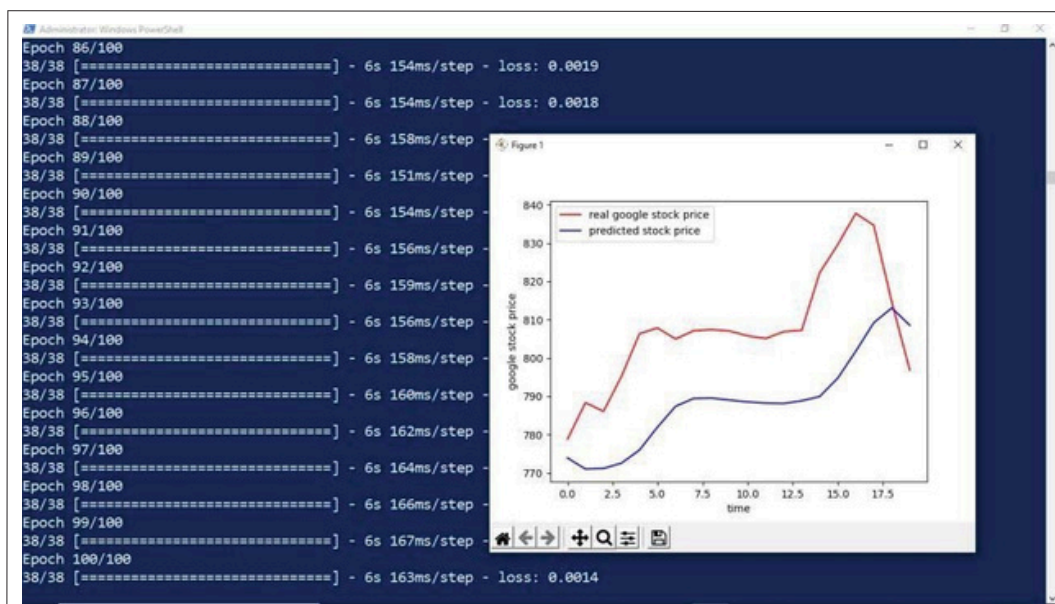 Administrator: Windows PowerShell
Epoch 86/100
38/38 [==============================] - 6s 154ms/step - loss: 0.0019
Epoch 87/100
38/38 [==============================] - 6s 154ms/step - loss: 0.0018
Epoch 88/100
38/38 [==============================] - 6s 158ms/step -
Epoch 89/100
38/38 [==============================] - 6s 151ms/step -
Epoch 90/100
38/38 [==============================] - 6s 154ms/step -
Epoch 91/100
38/38 [==============================] - 6s 156ms/step -
Epoch 92/100
38/38 [==============================] - 6s 159ms/step -
Epoch 93/100
38/38 [==============================] - 6s 156ms/step -
Epoch 94/100
38/38 [==============================] - 6s 158ms/step -
Epoch 95/100
38/38 [==============================] - 6s 160ms/step -
Epoch 96/100
38/38 [==============================] - 6s 162ms/step -
Epoch 97/100
38/38 [==============================] - 6s 164ms/step -
Epoch 98/100
38/38 [==============================] - 6s 166ms/step -
Epoch 99/100
38/38 [==============================] - 6s 167ms/step -
Epoch 100/100
38/38 [==============================] - 6s 163ms/step - loss: 0.0014
Figure 1
real google stock price
predicted stock price
google stock price
840
830
820
810
800
790
780
770
0.0 2.5 5.0 7.5 10.0 12.5 15.0 17.5
time